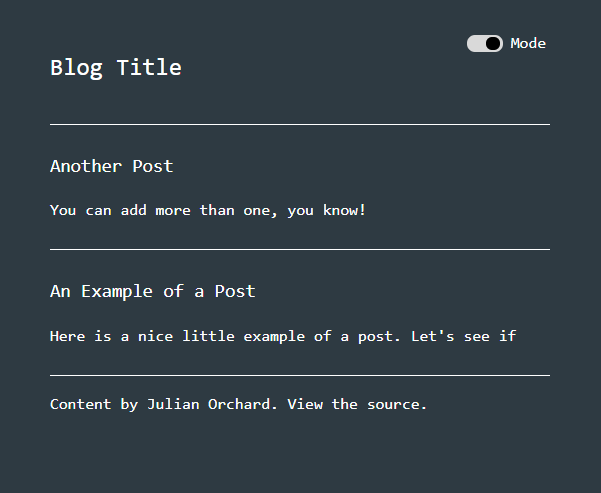 Mode
Blog Title
Another Post
You can add more than one, you know!
An Example of a Post
Here is a nice little example of a post. Let's see if
Content by Julian Orchard. View the source.